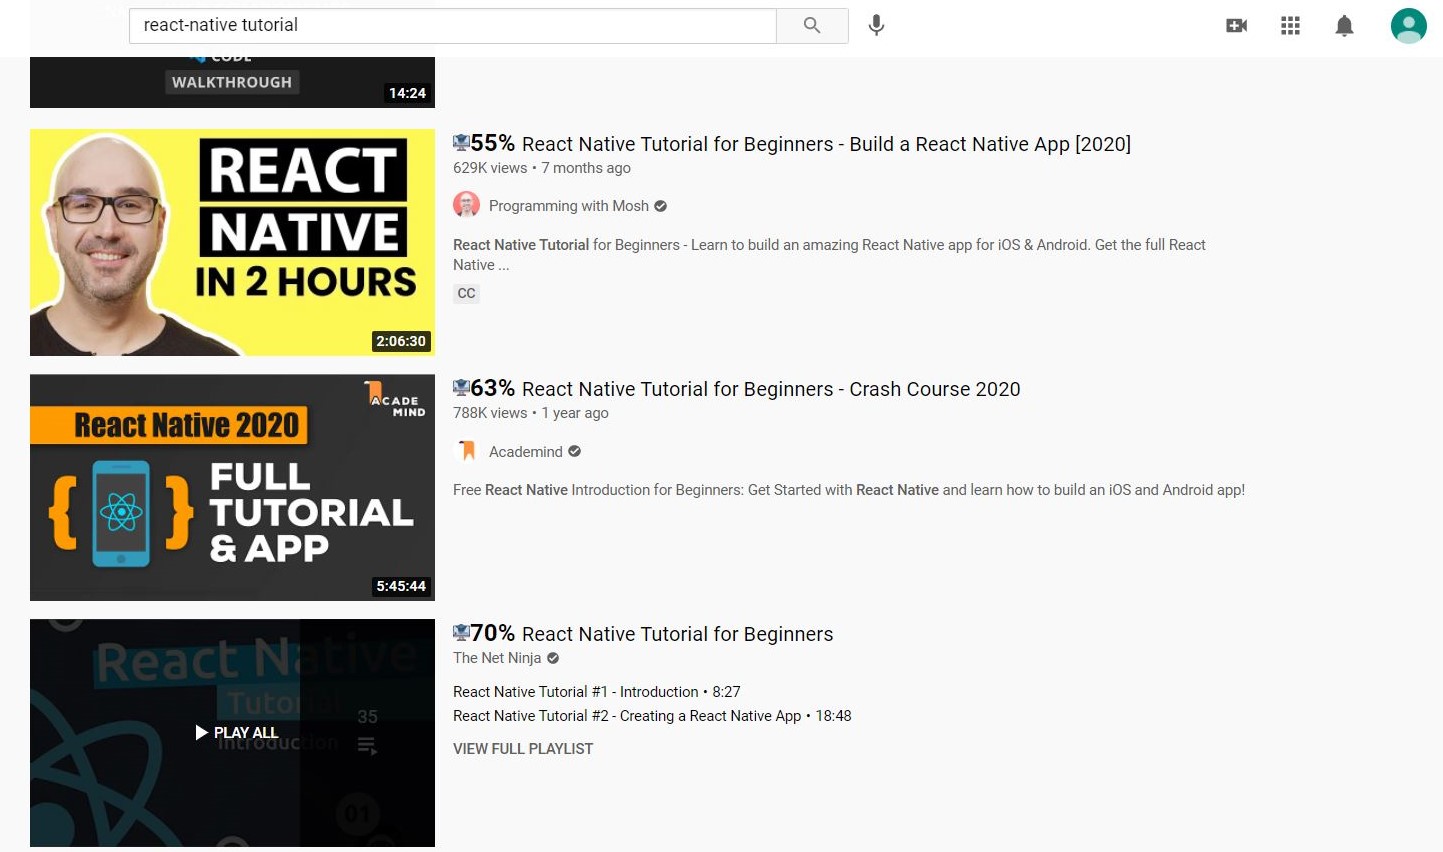 react-native tutorial
CODE
WALKTHROUGH
14:24
REACT
NATIVE
IN 2 HOURS
2:06:30
55% React Native Tutorial for Beginners - Build a React Native App [2020]
629K views • 7 months ago
Programming with Mosh
React Native Tutorial for Beginners - Learn to build an amazing React Native app for iOS & Android. Get the full React
Native ...
CC
ACADE
MIND
React Native 2020
FULL
TUTORIAL
& APP
5:45:44
63% React Native Tutorial for Beginners - Crash Course 2020
788K views • 1 year ago
Academind
Free React Native Introduction for Beginners: Get Started with React Native and learn how to build an iOS and Android app!
React Native
Tutorial
35
PLAY ALL
Introduction
01
70% React Native Tutorial for Beginners
The Net Ninja
React Native Tutorial #1 - Introduction • 8:27
React Native Tutorial #2 - Creating a React Native App • 18:48
VIEW FULL PLAYLIST